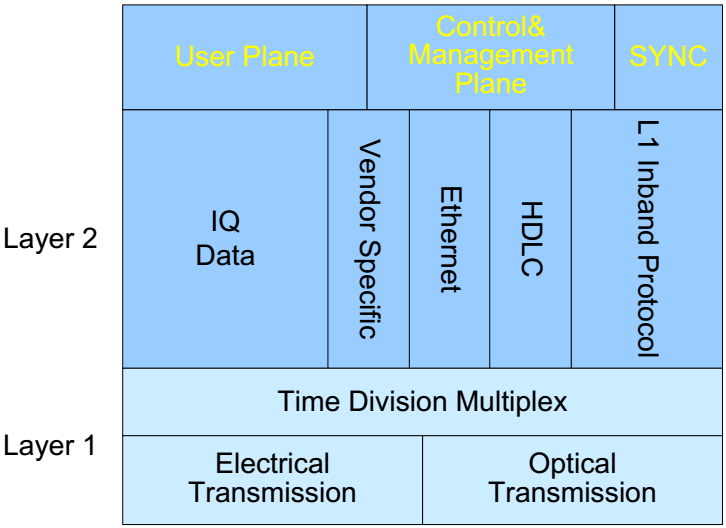 User Plane
Control&
Management
Plane
SYNC
Layer 2
IQ
Data
Vendor Specific
Ethernet
HDLC
L1 Inband Protocol
Time Division Multiplex
Layer 1
Electrical
Transmission
Optical
Transmission